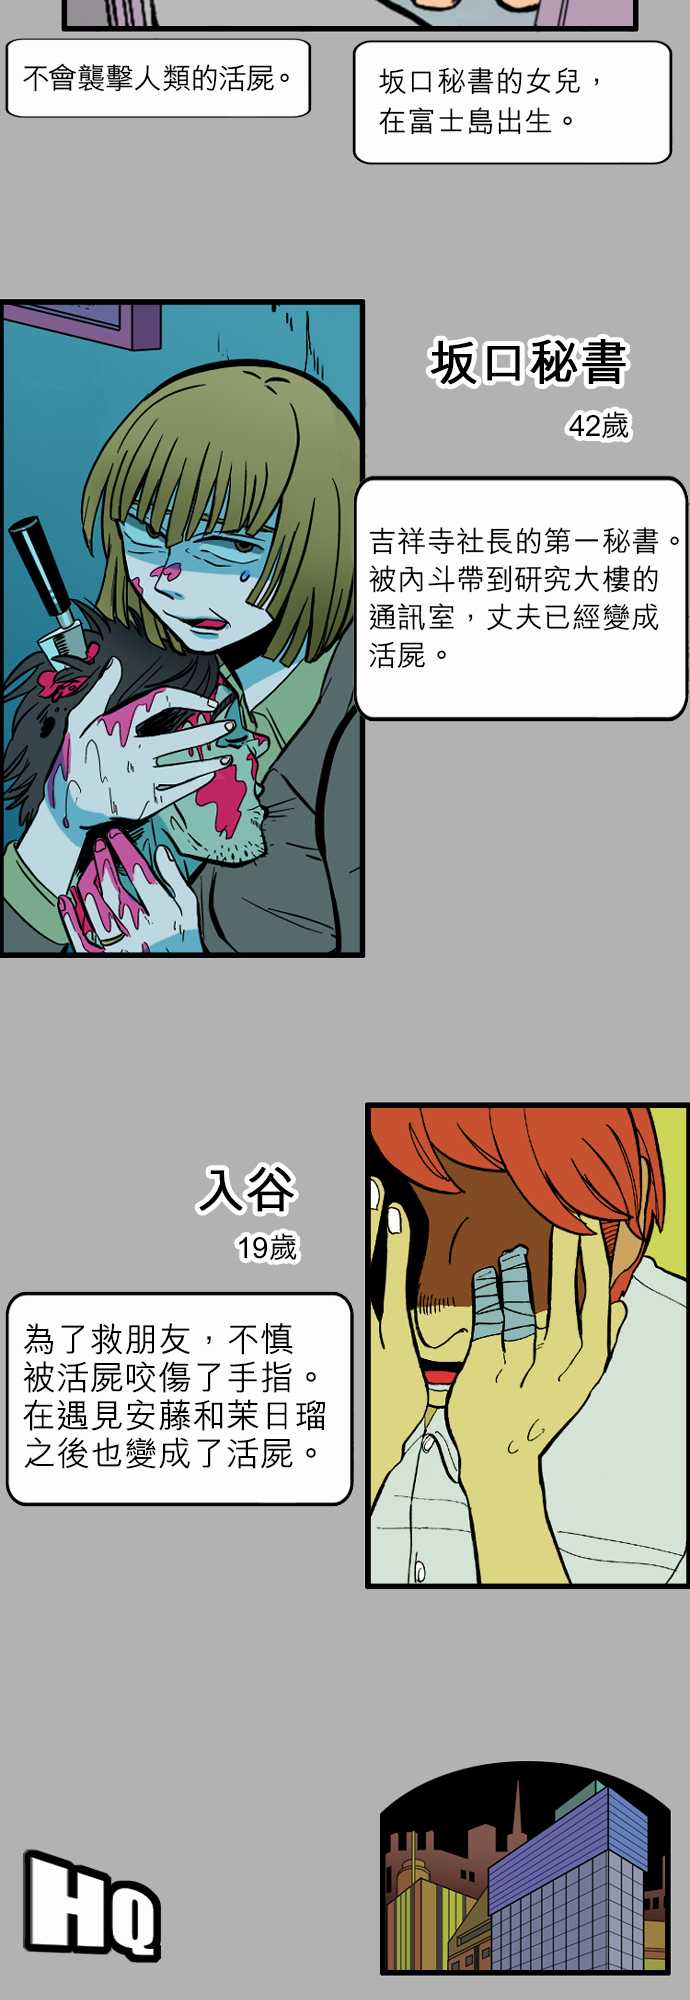 不會襲擊人類的活屍。
坂口秘書的女兒，
在富士島出生。
坂口秘書
42歲
吉祥寺社長的第一秘書。
被內斗帶到研究大樓的
通訊室，丈夫已經變成
活屍。
入谷
19歲
為了救朋友，不慎
被活屍咬傷了手指。
在遇見安藤和茉日瑠
之後也變成了活屍。
HQ